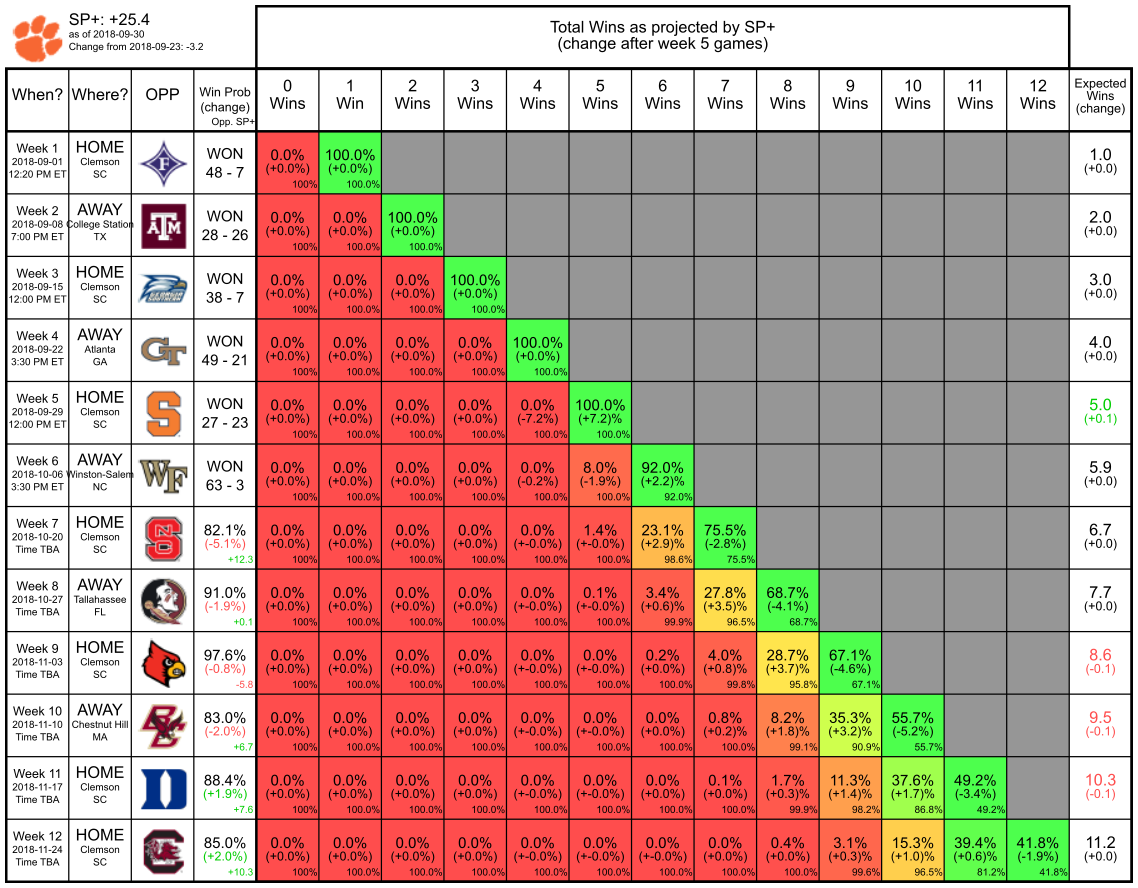 SP+: +25.4
as of 2018-09-30
Change from 2018-09-23: -3.2
Total Wins as projected by SP+
(change after week 5 games)
When? Where? OPP Win Prob (change) Opp. SP+ 0 Wins 1 Win 2 Wins 3 Wins 4 Wins 5 Wins 6 Wins 7 Wins 8 Wins 9 Wins 10 Wins 11 Wins 12 Wins Expected Wins (change)
Week 1 HOME WON 0.0% 100.0% 1.0
2018-09-01 Clemson F (+0.0%) (+0.0%) (+0.0)
12:20 PM ET SC 48 - 7 100% 100.0%
Week 2 AWAY WON 0.0% 0.0% 100.0% 2.0
2018-09-08 College Station ATM (+0.0%) (+0.0%) (+0.0%) (+0.0)
7:00 PM ET TX 28 - 26 100% 100.0% 100.0%
Week 3 HOME WON 0.0% 0.0% 0.0% 100.0% 3.0
2018-09-15 Clemson (+0.0%) (+0.0%) (+0.0%) (+0.0%) (+0.0)
12:00 PM ET SC 38 - 7 100% 100.0% 100.0% 100.0%
Week 4 AWAY WON 0.0% 0.0% 0.0% 0.0% 100.0% 4.0
2018-09-22 Atlanta GT (+0.0%) (+0.0%) (+0.0%) (+0.0%) (+0.0%) (+0.0)
3:30 PM ET GA 49 - 21 100% 100.0% 100.0% 100.0% 100.0%
Week 5 HOME WON 0.0% 0.0% 0.0% 0.0% 0.0% 100.0% 5.0
2018-09-29 Clemson S (+0.0%) (+0.0%) (+0.0%) (+0.0%) (-7.2%) (+7.2)% (+0.1)
12:00 PM ET SC 27 - 23 100% 100.0% 100.0% 100.0% 100.0% 100.0%
Week 6 AWAY WON 0.0% 0.0% 0.0% 0.0% 0.0% 8.0% 92.0% 5.9
2018-10-06 Winston-Salem WF (+0.0%) (+0.0%) (+0.0%) (+0.0%) (-0.2%) (-1.9%) (+2.2)% (+0.0)
3:30 PM ET NC 63 - 3 100% 100.0% 100.0% 100.0% 100.0% 100.0% 92.0%
Week 7 HOME 82.1% 0.0% 0.0% 0.0% 0.0% 0.0% 1.4% 23.1% 75.5% 6.7
2018-10-20 Clemson NCS (-5.1%) (+0.0%) (+0.0%) (+0.0%) (+0.0%) (+-0.0%) (+-0.0%) (+2.9)% (-2.8%) (+0.0)
Time TBA SC +12.3 100% 100.0% 100.0% 100.0% 100.0% 100.0% 98.6% 75.5%
Week 8 AWAY 91.0% 0.0% 0.0% 0.0% 0.0% 0.0% 0.1% 3.4% 27.8% 68.7% 7.7
2018-10-27 Tallahassee (-1.9%) (+0.0%) (+0.0%) (+0.0%) (+0.0%) (+-0.0%) (+-0.0%) (+0.6)% (+3.5)% (-4.1%) (+0.0)
Time TBA FL +0.1 100% 100.0% 100.0% 100.0% 100.0% 100.0% 99.9% 96.5% 68.7%
Week 9 HOME 97.6% 0.0% 0.0% 0.0% 0.0% 0.0% 0.0% 0.2% 4.0% 28.7% 67.1% 8.6
2018-11-03 Clemson (-0.8%) (+0.0%) (+0.0%) (+0.0%) (+0.0%) (+-0.0%) (+-0.0%) (+0.0)% (+0.8)% (+3.7)% (-4.6%) (-0.1)
Time TBA SC -5.8 100% 100.0% 100.0% 100.0% 100.0% 100.0% 100.0% 99.8% 95.8% 67.1%
Week 10 AWAY 83.0% 0.0% 0.0% 0.0% 0.0% 0.0% 0.0% 0.0% 0.8% 8.2% 35.3% 55.7% 9.5
2018-11-10 Chestnut Hill BC (-2.0%) (+0.0%) (+0.0%) (+0.0%) (+0.0%) (+-0.0%) (+-0.0%) (+0.0)% (+0.2)% (+1.8)% (+3.2)% (-5.2%) (-0.1)
Time TBA MA +6.7 100% 100.0% 100.0% 100.0% 100.0% 100.0% 100.0% 100.0% 99.1% 90.9% 55.7%
Week 11 HOME 88.4% 0.0% 0.0% 0.0% 0.0% 0.0% 0.0% 0.0% 0.1% 1.7% 11.3% 37.6% 49.2% 10.3
2018-11-17 Clemson D (+1.9%) (+0.0%) (+0.0%) (+0.0%) (+0.0%) (+-0.0%) (+-0.0%) (+-0.0%) (+0.0)% (+0.3)% (+1.4)% (+1.7)% (-3.4%) (-0.1)
Time TBA SC +7.6 100% 100.0% 100.0% 100.0% 100.0% 100.0% 100.0% 100.0% 99.9% 98.2% 86.8% 49.2%
Week 12 HOME 85.0% 0.0% 0.0% 0.0% 0.0% 0.0% 0.0% 0.0% 0.0% 0.4% 3.1% 15.3% 39.4% 41.8% 11.2
2018-11-24 Clemson C (+2.0%) (+0.0%) (+0.0%) (+0.0%) (+0.0%) (+0.0%) (+-0.0%) (+-0.0%) (+0.0)% (+0.0)% (+0.3)% (+1.0)% (+0.6)% (-1.9%) (+0.0)
Time TBA SC +10.3 100% 100.0% 100.0% 100.0% 100.0% 100.0% 100.0% 100.0% 100.0% 99.6% 96.5% 81.2% 41.8%